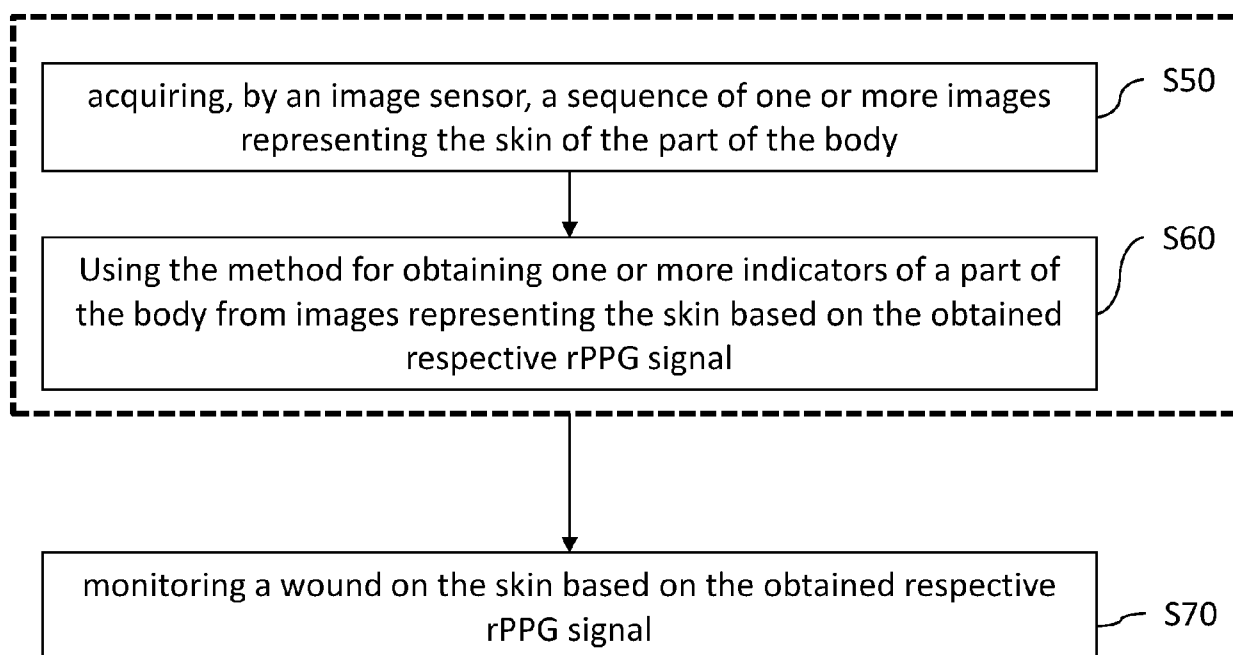 acquiring, by an image sensor, a sequence of one or more images
representing the skin of the part of the body
S50
Using the method for obtaining one or more indicators of a part of
the body from images representing the skin based on the obtained
respective rPPG signal
S60
monitoring a wound on the skin based on the obtained respective
rPPG signal
S70